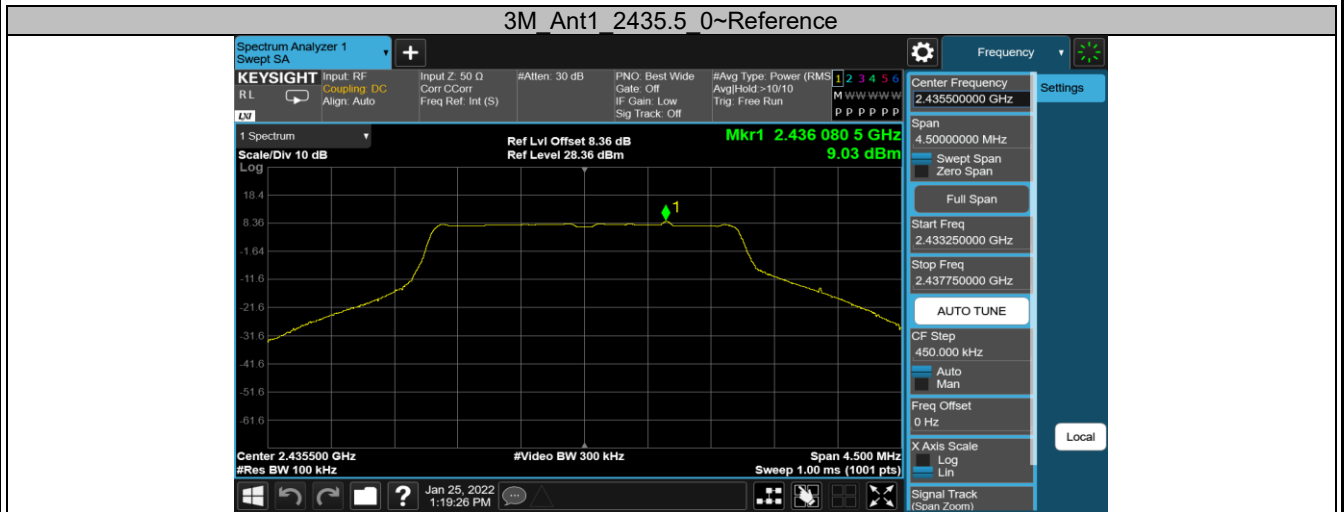 3M_Ant1_2435.5_0~Reference
Spectrum Analyzer 1
Swept SA
+
Frequency
KEYSIGHT
RL
LXI
Input: RF
Coupling: DC
Align: Auto
Input Z: 50 Ω
Corr CCorr
Freq Ref: Int (S)
#Atten: 30 dB
PNO: Best Wide
Gate: Off
IF Gain: Low
Sig Track: Off
#Avg Type: Power (RMS
Avg|Hold:>10/10
Trig: Free Run
1 2 3 4 5 6
M W W W W W
P P P P P P
1 Spectrum
Scale/Div 10 dB
Log
Ref Lvl Offset 8.36 dB
Ref Level 28.36 dBm
Mkr1 2.436 080 5 GHz
9.03 dBm
18.4
8.36
-1.64
-11.6
-21.6
-31.6
-41.6
-51.6
-61.6
1
Center 2.435500 GHz
#Res BW 100 kHz
#Video BW 300 kHz
Span 4.500 MHz
Sweep 1.00 ms (1001 pts)
Center Frequency
2.435500000 GHz
Settings
Span
4.50000000 MHz
Swept Span
Zero Span
Full Span
Start Freq
2.433250000 GHz
Stop Freq
2.437750000 GHz
AUTO TUNE
CF Step
450.000 kHz
Auto
Man
Freq Offset
0 Hz
X Axis Scale
Log
Lin
Local
Signal Track
(Span Zoom)
?
Jan 25, 2022
1:19:26 PM